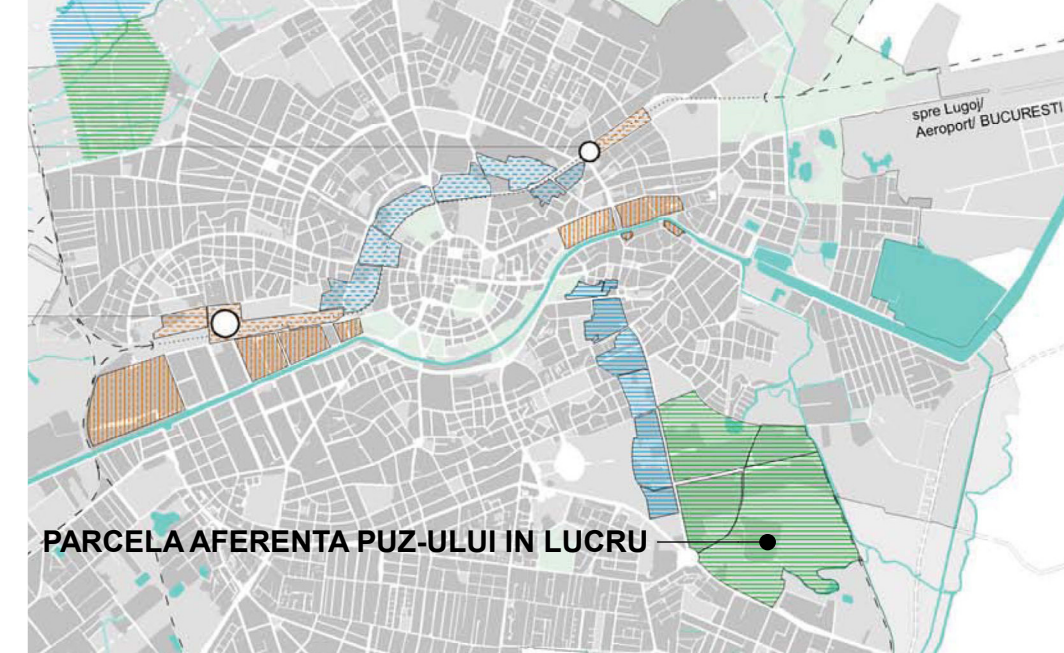 spre Lugoj/
Aeroport/ BUCURESTI
PARCELA AFERENTA PUZ-ULUI IN LUCRU